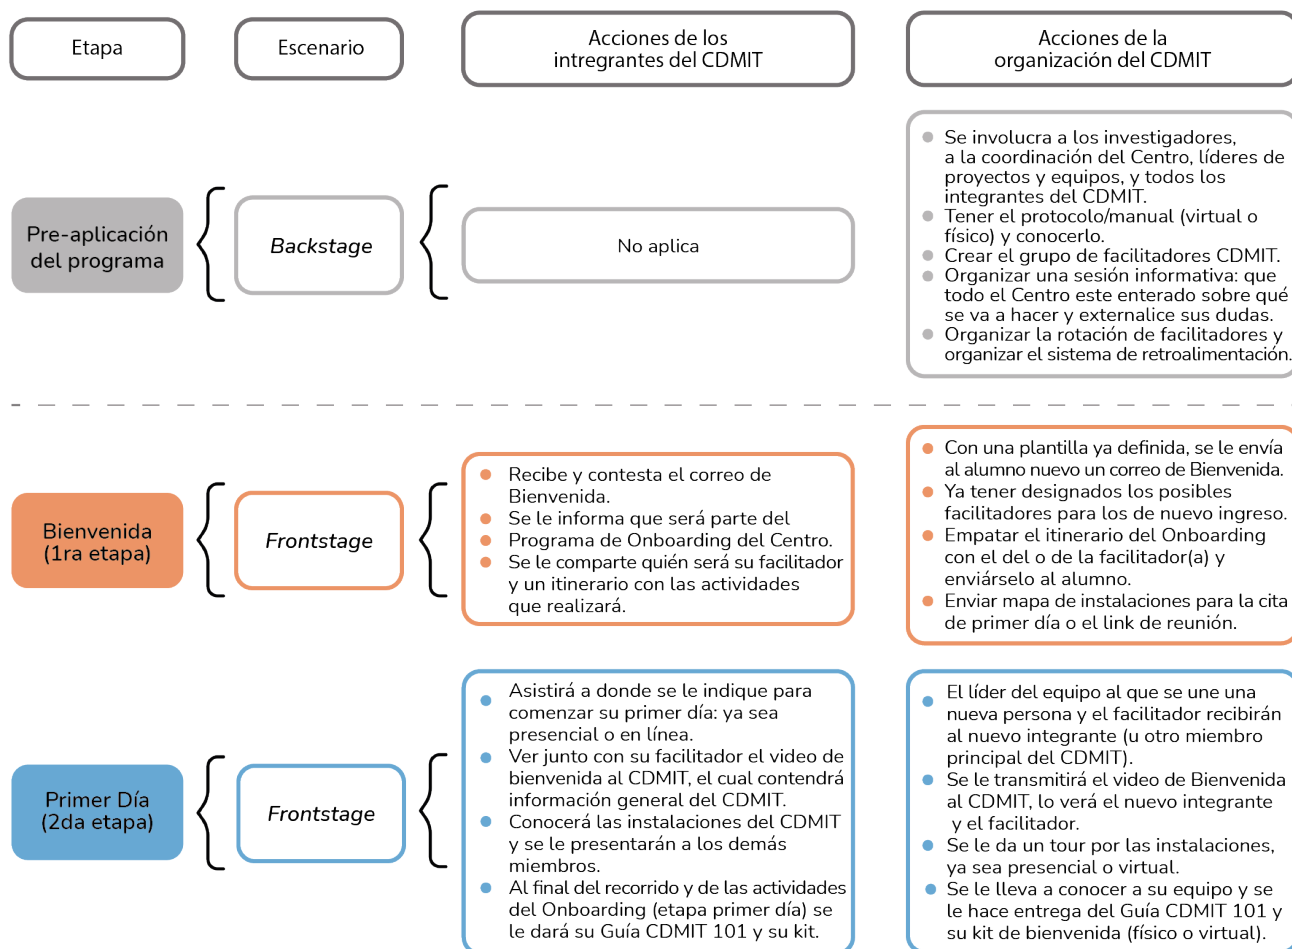 Etapa
Escenario
Acciones de los
intregrantes del CDMIT
Acciones de la
organización del CDMIT
Pre-aplicación
del programa
Backstage
No aplica
Se involucra a los investigadores,
a la coordinación del Centro, líderes de
proyectos y equipos, y todos los
integrantes del CDMIT.
Tener el protocolo/manual (virtual o
físico) y conocerlo.
Crear el grupo de facilitadores CDMIT.
Organizar una sesión informativa: que
todo el Centro este enterado sobre qué
se va a hacer y externalice sus dudas.
Organizar la rotación de facilitadores y
organizar el sistema de retroalimentación.
Bienvenida
(1ra etapa)
Frontstage
Recibe y contesta el correo de
Bienvenida.
Se le informa que será parte del
Programa de Onboarding del Centro.
Se le comparte quién será su facilitador
y un itinerario con las actividades
que realizará.
Con una plantilla ya definida, se le envía
al alumno nuevo un correo de Bienvenida.
Ya tener designados los posibles
facilitadores para los de nuevo ingreso.
Empatar el itinerario del Onboarding
con el del o de la facilitador(a) y
enviárselo al alumno.
Enviar mapa de instalaciones para la cita
de primer día o el link de reunión.
Primer Día
(2da etapa)
Frontstage
Asistirá a donde se le indique para
comenzar su primer día: ya sea
presencial o en línea.
Ver junto con su facilitador el video de
bienvenida al CDMIT, el cual contendrá
información general del CDMIT.
Conocerá las instalaciones del CDMIT
y se le presentarán a los demás
miembros.
Al final del recorrido y de las actividades
del Onboarding (etapa primer día) se
le dará su Guía CDMIT 101 y su kit.
El líder del equipo al que se une una
nueva persona y el facilitador recibirán
al nuevo integrante (u otro miembro
principal del CDMIT).
Se le transmitirá el video de Bienvenida
al CDMIT, lo verá el nuevo integrante
y el facilitador.
Se le da un tour por las instalaciones,
ya sea presencial o virtual.
Se le lleva a conocer a su equipo y se
le hace entrega del Guía CDMIT 101 y
su kit de bienvenida (físico o virtual).